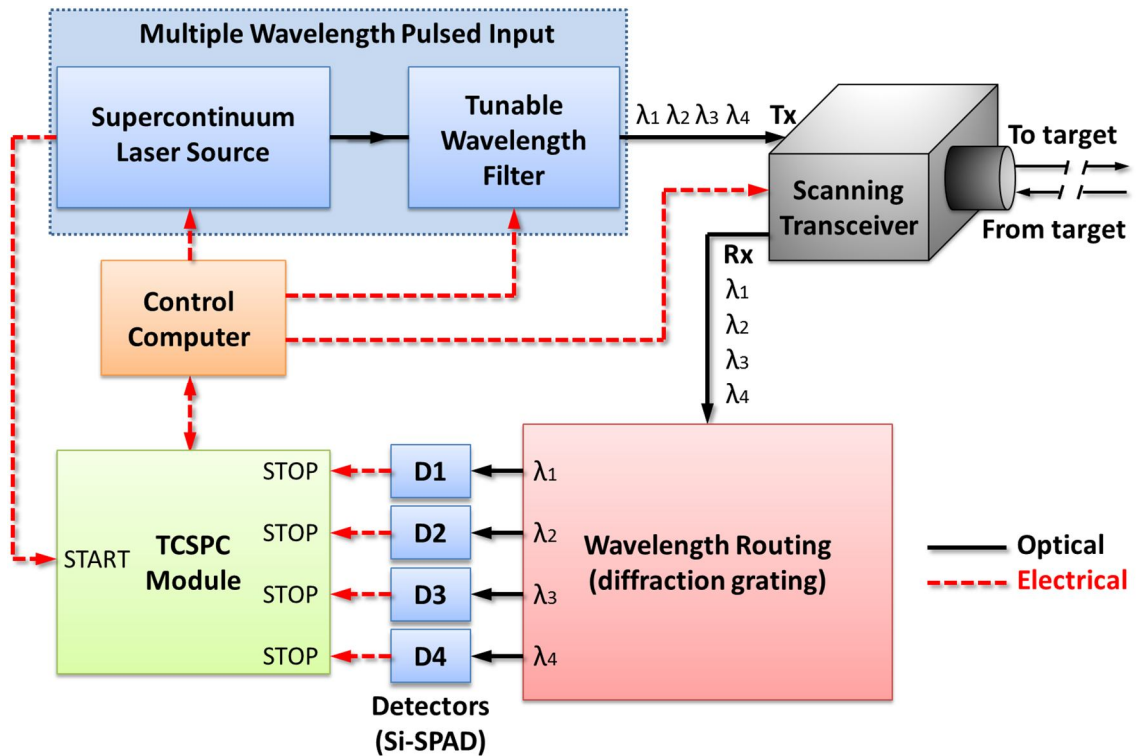 Multiple Wavelength Pulsed Input
Supercontinuum
Laser Source
Tunable
Wavelength
Filter
λ1 λ2 λ3 λ4 Tx
To target
Scanning
Transceiver
From target
Rx
λ1
λ2
λ3
λ4
Control
Computer
STOP D1 λ1
STOP D2 λ2
START TCSPC
Module
STOP D3 λ3
STOP D4 λ4
Wavelength Routing
(diffraction grating)
Optical
Electrical
Detectors
(Si-SPAD)